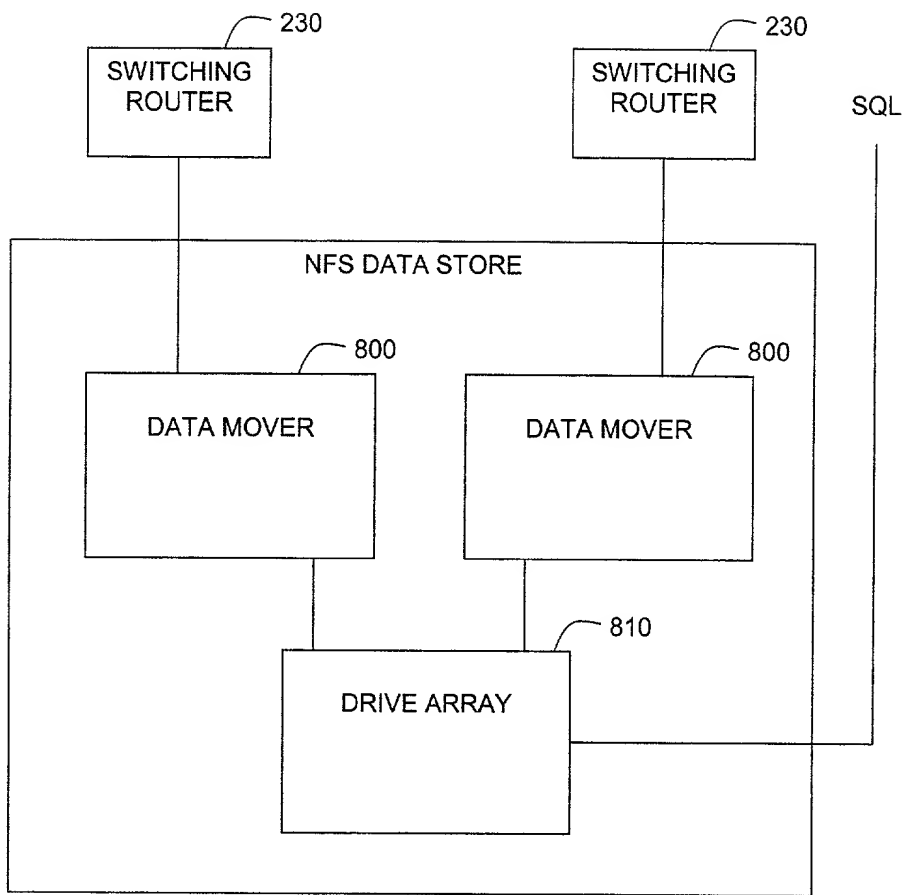 230
230
SWITCHING
ROUTER
SWITCHING
ROUTER
SQL
NFS DATA STORE
800
800
DATA MOVER
DATA MOVER
810
DRIVE ARRAY